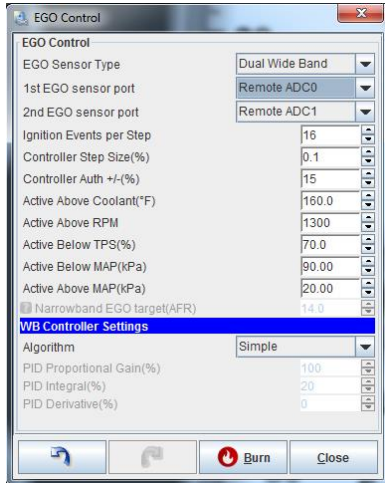 EGO Control
EGO Control
EGO Sensor Type Dual Wide Band
1st EGO sensor port Remote ADC0
2nd EGO sensor port Remote ADC1
Ignition Events per Step 16
Controller Step Size(%) 0.1
Controller Auth +/-(%) 15
Active Above Coolant(°F) 160.0
Active Above RPM 1300
Active Below TPS(%) 70.0
Active Below MAP(kPa) 90.00
Active Above MAP(kPa) 20.00
Narrowband EGO target(AFR) 14.0
WB Controller Settings
Algorithm Simple
PID Proportional Gain(%) 100
PID Integral(%) 20
PID Derivative(%) 0
Burn Close